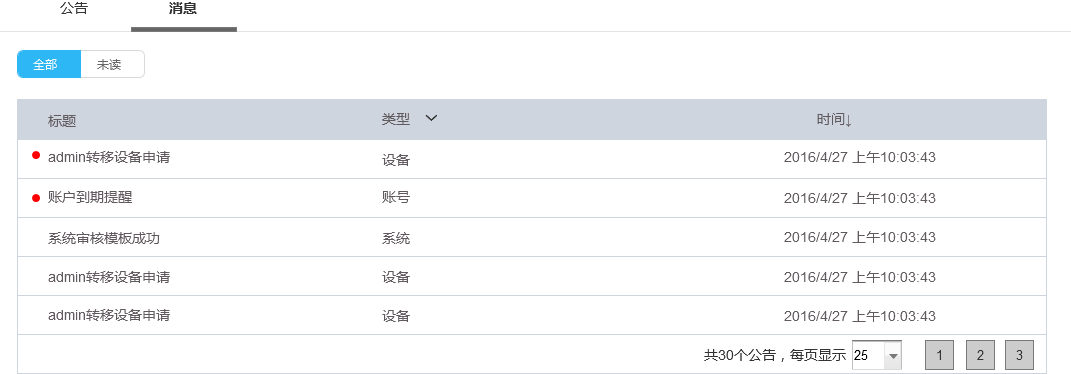 公告 消息
全部 未读
标题 类型 时间↓
admin转移设备申请 设备 2016/4/27 上午10:03:43
账户到期提醒 账号 2016/4/27 上午10:03:43
系统审核模板成功 系统 2016/4/27 上午10:03:43
admin转移设备申请 设备 2016/4/27 上午10:03:43
admin转移设备申请 设备 2016/4/27 上午10:03:43
共30个公告，每页显示 25 1 2 3